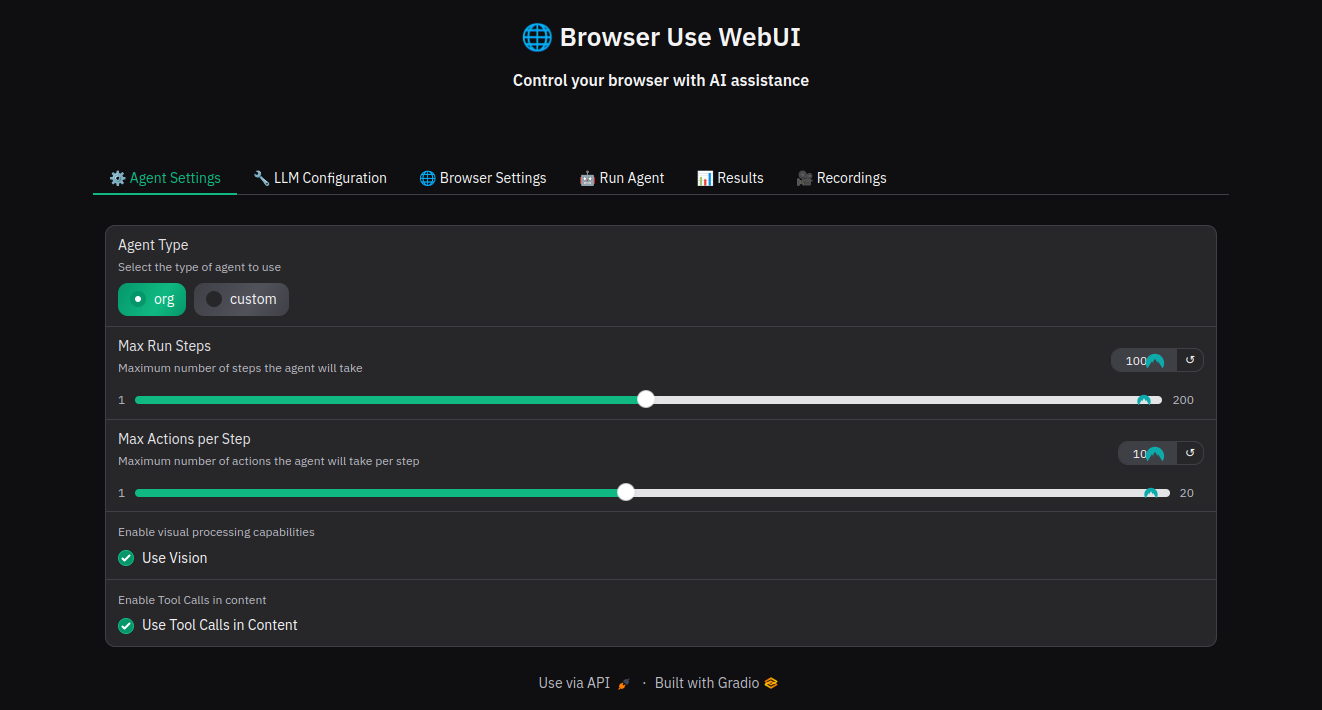 Browser Use WebUI
Control your browser with AI assistance
Agent Settings LLM Configuration Browser Settings Run Agent Results Recordings
Agent Type
Select the type of agent to use
org custom
Max Run Steps
Maximum number of steps the agent will take
100 ↺
1 200
Max Actions per Step
Maximum number of actions the agent will take per step
10 ↺
1 20
Enable visual processing capabilities
Use Vision
Enable Tool Calls in content
Use Tool Calls in Content
Use via API · Built with Gradio